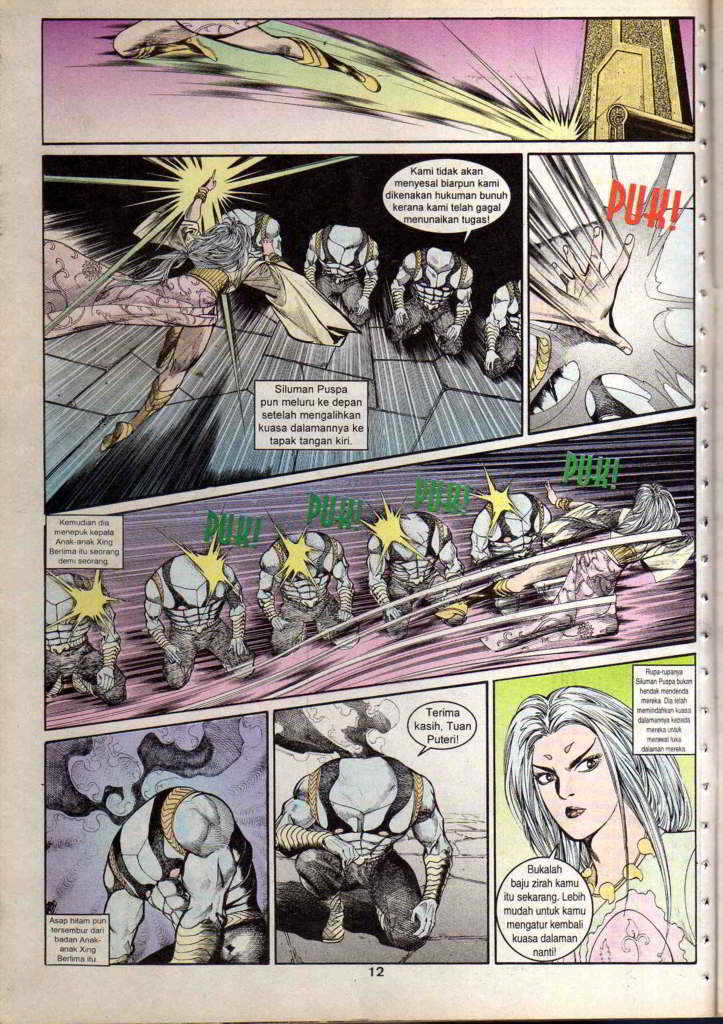 Kami tidak akan
menyesal biarpun kami
dikenakan hukuman bunuh
kerana kami telah gagal
menunaikan tugas!
Siluman Puspa
pun meluru ke depan
setelah mengalihkan
kuasa dalamannya ke
tapak tangan kiri.
PUK!
Kemudian dia
menepuk kepala
Anak-anak Xing
Berlima itu seorang
demi seorang.
PUK!
PUK!
PUK!
PUK!
Asap hitam pun
tersembur dari
badan Anak-
anak Xing
Berlima itu
Terima
kasih, Tuan
Puteri!
Rupa-rupanya
Siluman Puspa bukan
hendak mendenda
mereka. Dia telah
memindahkan kuasa
dalamannya kepada
mereka untuk
merawat luka
dalaman mereka.
Bukalah
baju zirah kamu
itu sekarang. Lebih
mudah untuk kamu
mengatur kembali
kuasa dalaman
nanti!
12